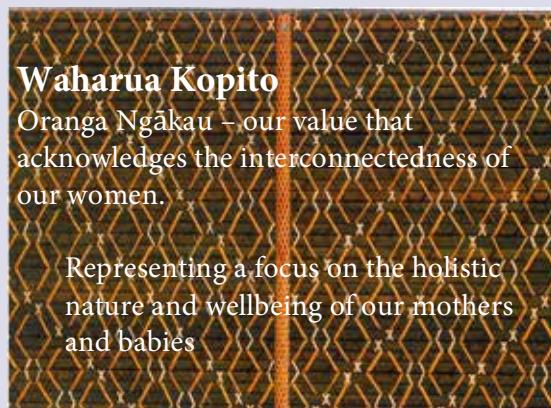 Waharua Kopito
Oranga Ngākau – our value that
acknowledges the interconnectedness of
our women.
Representing a focus on the holistic
nature and wellbeing of our mothers
and babies